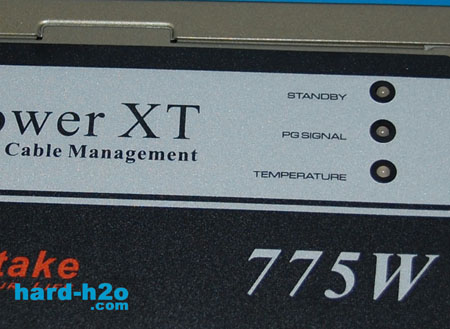 STANDBY
ower XT
PG SIGNAL
Cable Management
TEMPERATURE
take
775W
hard-h2o
.com